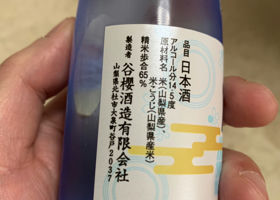 品目 日本酒
アルコール分14.5度
原材料名 米(山梨県産)、
米こうじ(山梨県産米)
精米歩合65%
製造者 谷櫻酒造有限会社
山梨県北杜市大泉町谷戸2037